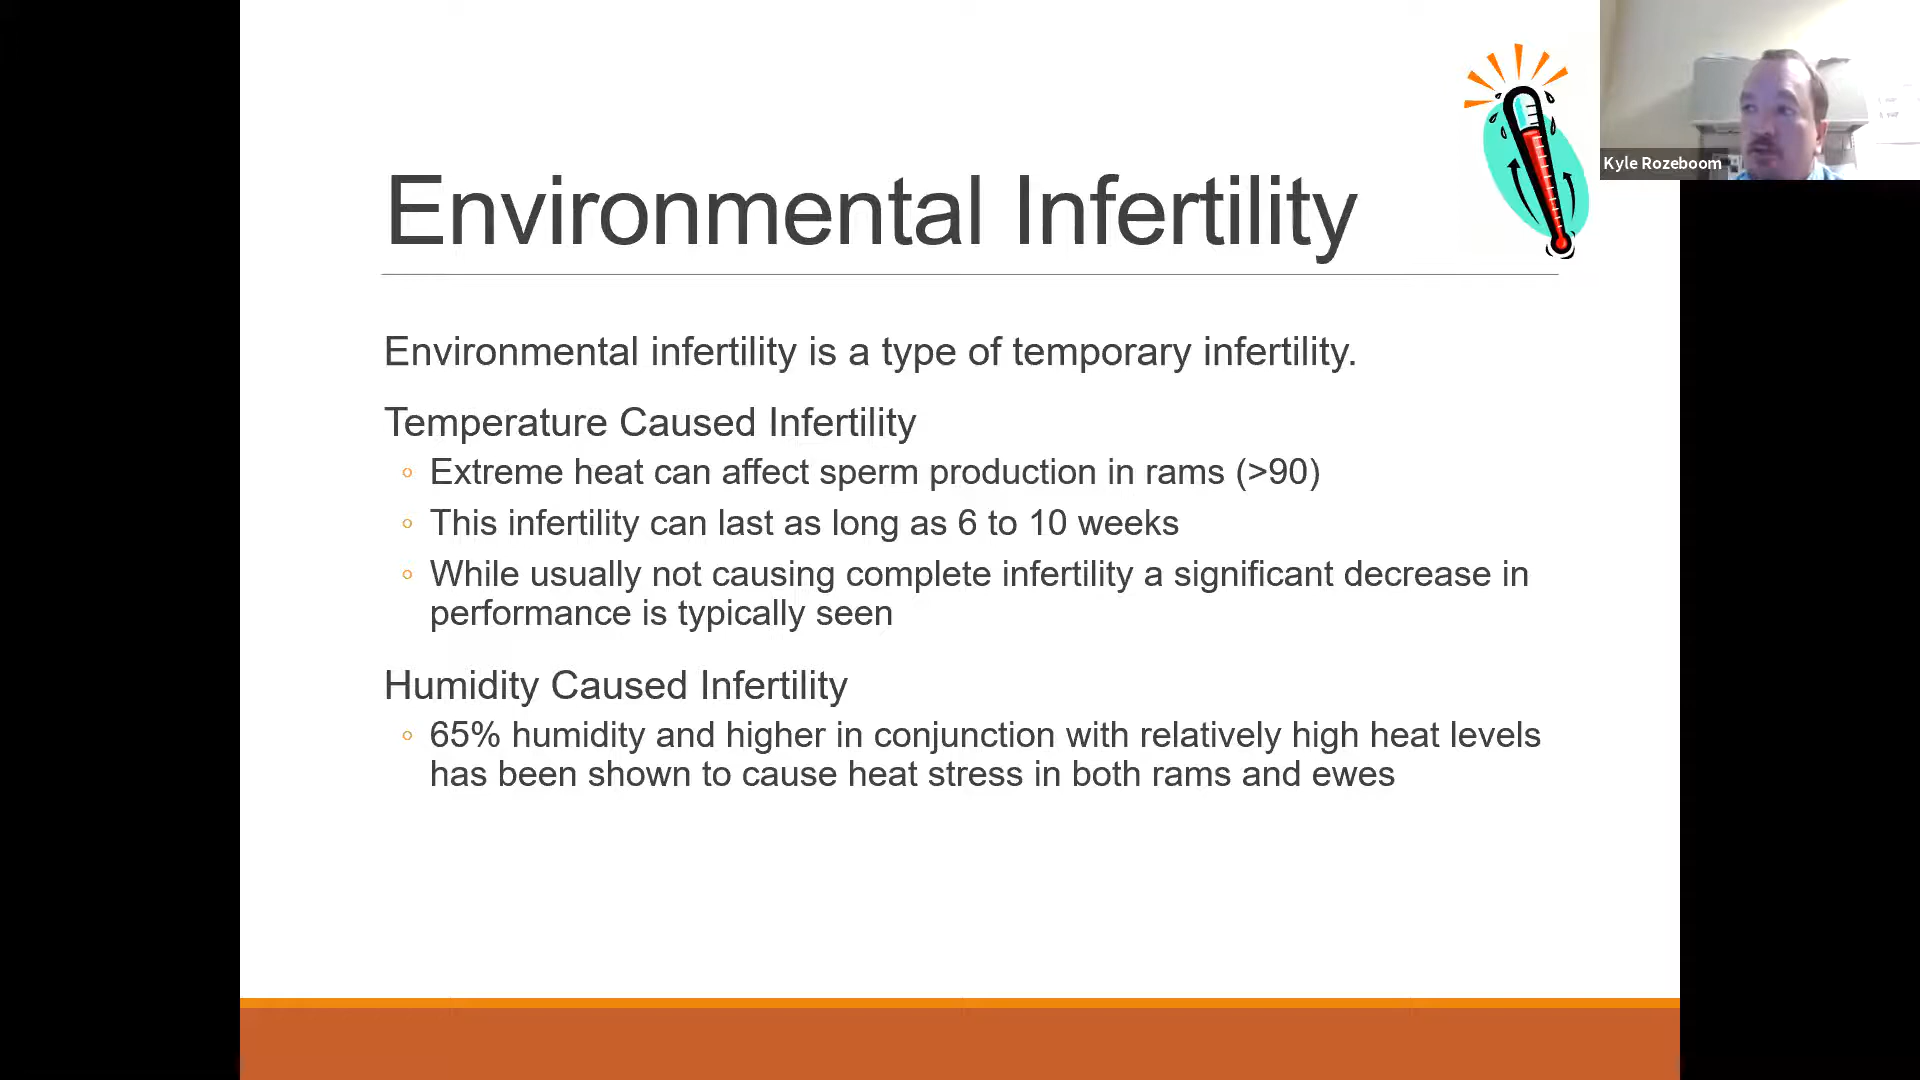 Kyle Rozeboom
Environmental Infertility
Environmental infertility is a type of temporary infertility.
Temperature Caused Infertility
◦ Extreme heat can affect sperm production in rams (>90)
◦ This infertility can last as long as 6 to 10 weeks
◦ While usually not causing complete infertility a significant decrease in
performance is typically seen
Humidity Caused Infertility
◦ 65% humidity and higher in conjunction with relatively high heat levels
has been shown to cause heat stress in both rams and ewes